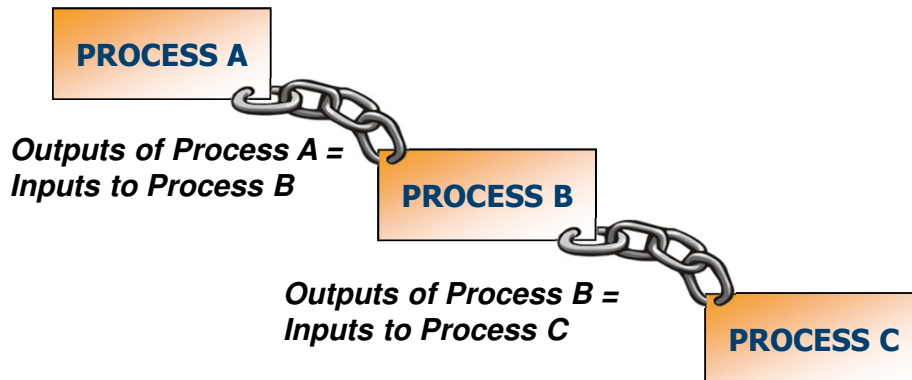 PROCESS A
Outputs of Process A =
Inputs to Process B
PROCESS B
Outputs of Process B =
Inputs to Process C
PROCESS C